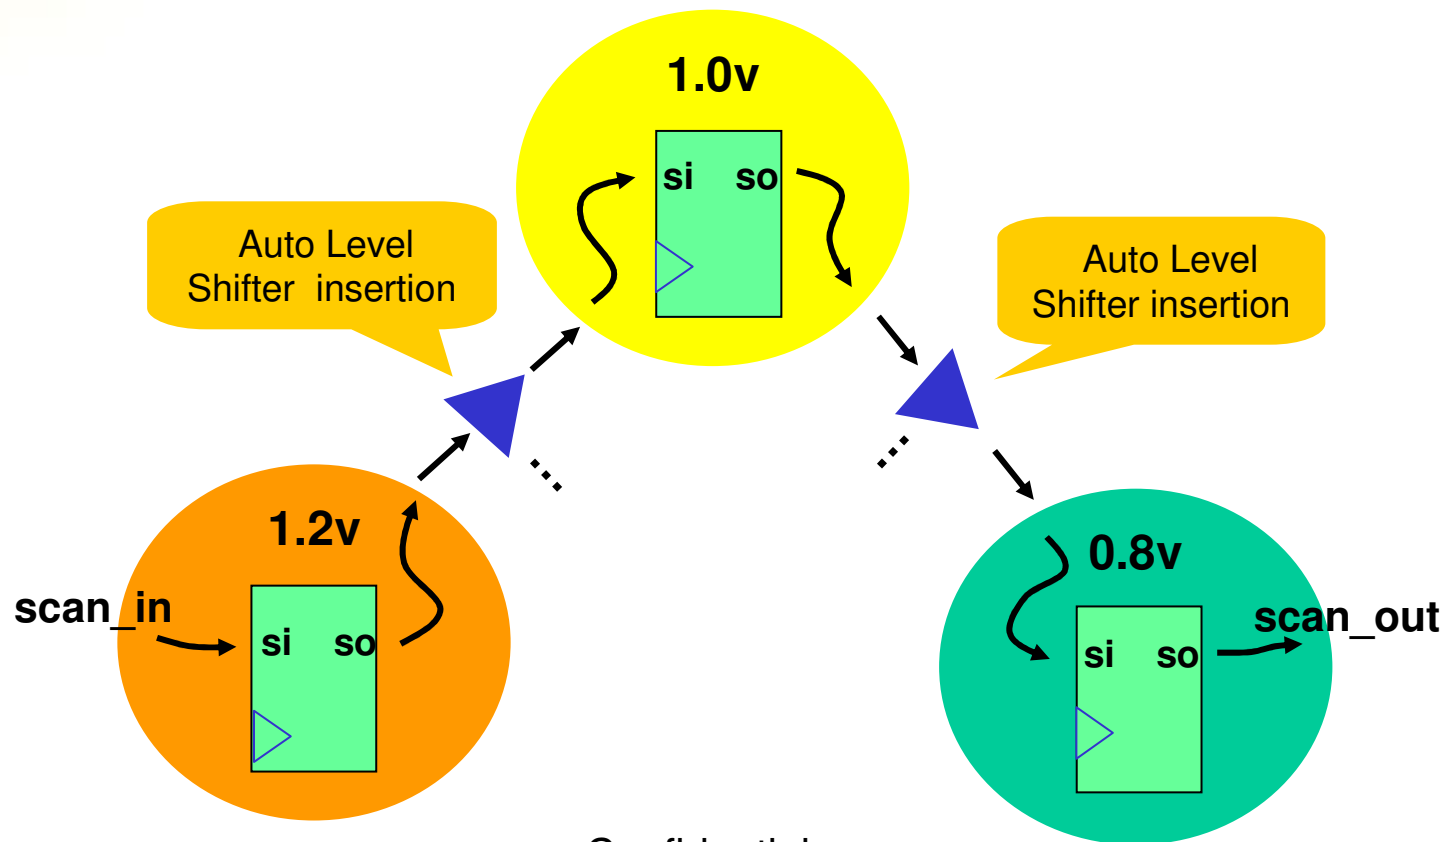 1.0v
si so
Auto Level
Shifter insertion
Auto Level
Shifter insertion
1.2v
scan_in
si so
0.8v
scan_out
si so